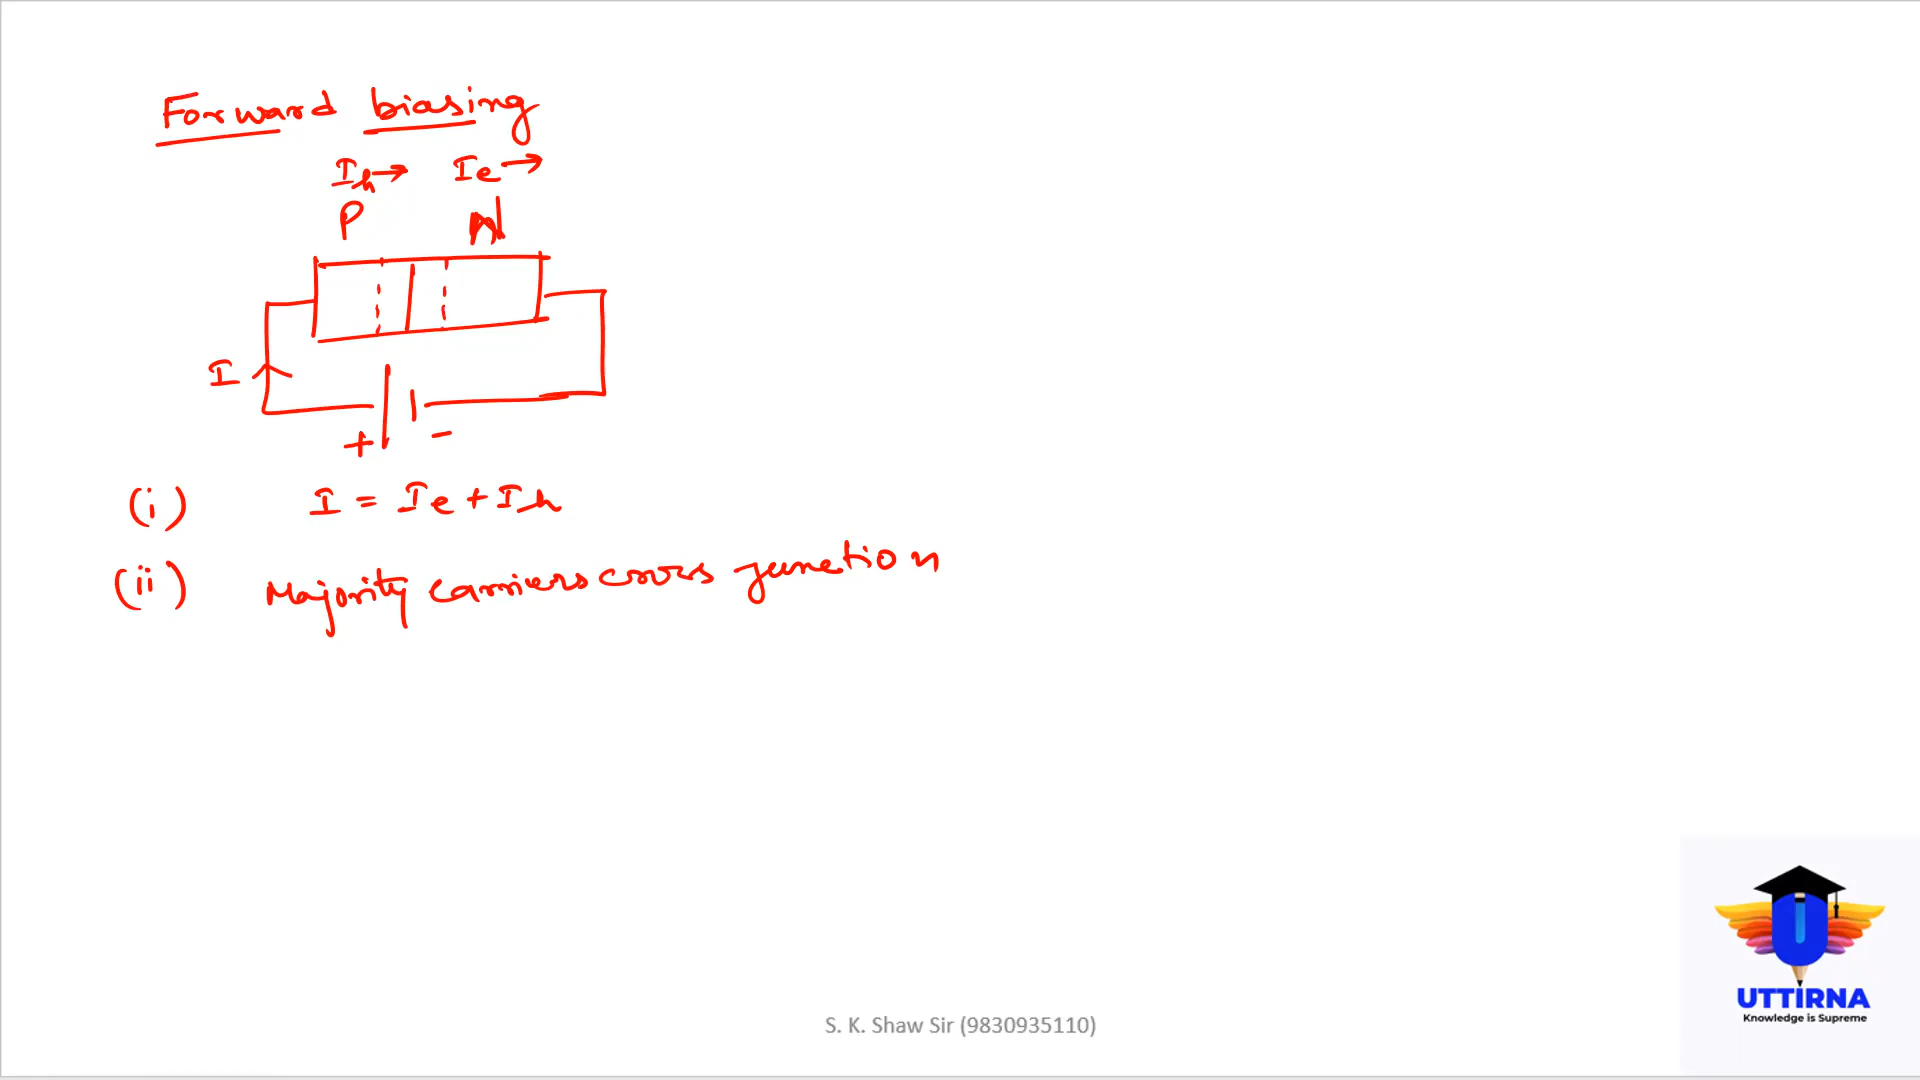 Forward biasing
Ih → Ie →
P N
I
+ -
(i) I = Ie + Ih
(ii) Majority carriers cross junction
UTTIRNA
Knowledge is Supreme
S. K. Shaw Sir (9830935110)